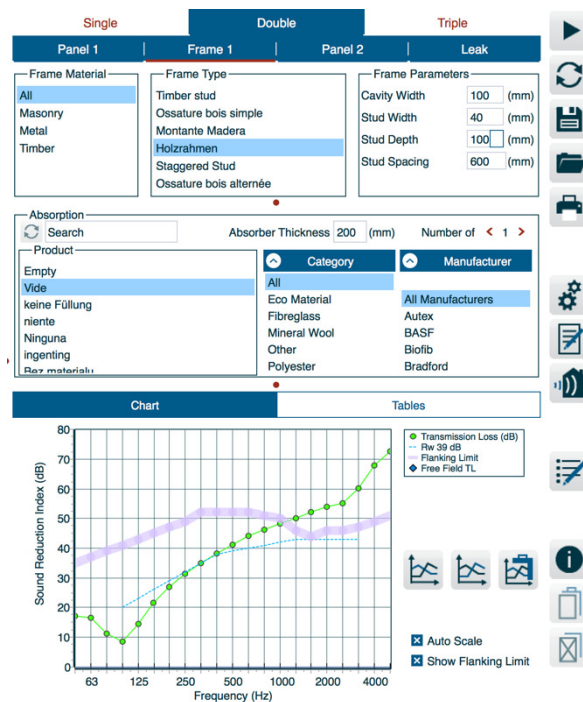 Single Double Triple
Panel 1 Frame 1 Panel 2 Leak
Frame Material
All
Masonry
Metal
Timber
Frame Type
Timber stud
Ossature bois simple
Montante Madera
Holzrahmen
Staggered Stud
Ossature bois alternée
Frame Parameters
Cavity Width 100 (mm)
Stud Width 40 (mm)
Stud Depth 100 (mm)
Stud Spacing 600 (mm)
Absorption
Search Absorber Thickness 200 (mm) Number of < 1 >
Product
Empty
Vide
keine Füllung
niente
Ninguna
ingenting
Bez materiału
Category
All
Eco Material
Fibreglass
Mineral Wool
Other
Polyester
Manufacturer
All Manufacturers
Autex
BASF
Biofib
Bradford
Chart Tables
Sound Reduction Index (dB)
80
70
60
50
40
30
20
10
0
63 125 250 500 1000 2000 4000
Frequency (Hz)
Transmission Loss (dB)
Rw 39 dB
Flanking Limit
Free Field TL
Auto Scale
Show Flanking Limit